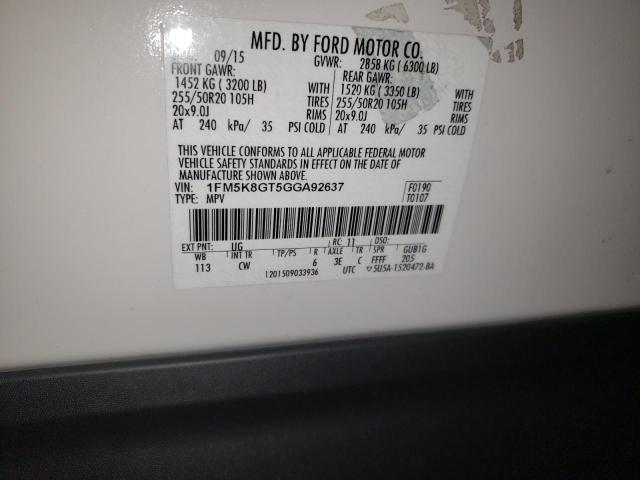 MFD. BY FORD MOTOR CO.
09/15 GVWR: 2858 KG (6300 LB)
FRONT GAWR: REAR GAWR:
1452 KG (3200 LB) WITH 1520 KG (3350 LB) WITH
255/50R20 105H TIRES 255/50R20 105H TIRES
20x9.0J RIMS 20x9.0J RIMS
AT 240 kPa/ 35 PSI COLD AT 240 kPa/ 35 PSI COLD
THIS VEHICLE CONFORMS TO ALL APPLICABLE FEDERAL MOTOR
VEHICLE SAFETY STANDARDS IN EFFECT ON THE DATE OF
MANUFACTURE SHOWN ABOVE.
VIN: 1FM5K8GT5GGA92637 F0190
TYPE: MPV T0107
EXT PNT: UG RC: 11 DSO:
WB INT TR TP/PS R AXLE TR SPR GUB1G
113 CW 6 3E C FFFF 205
1201509033936 UTC ▽5U5A-1520472-BA